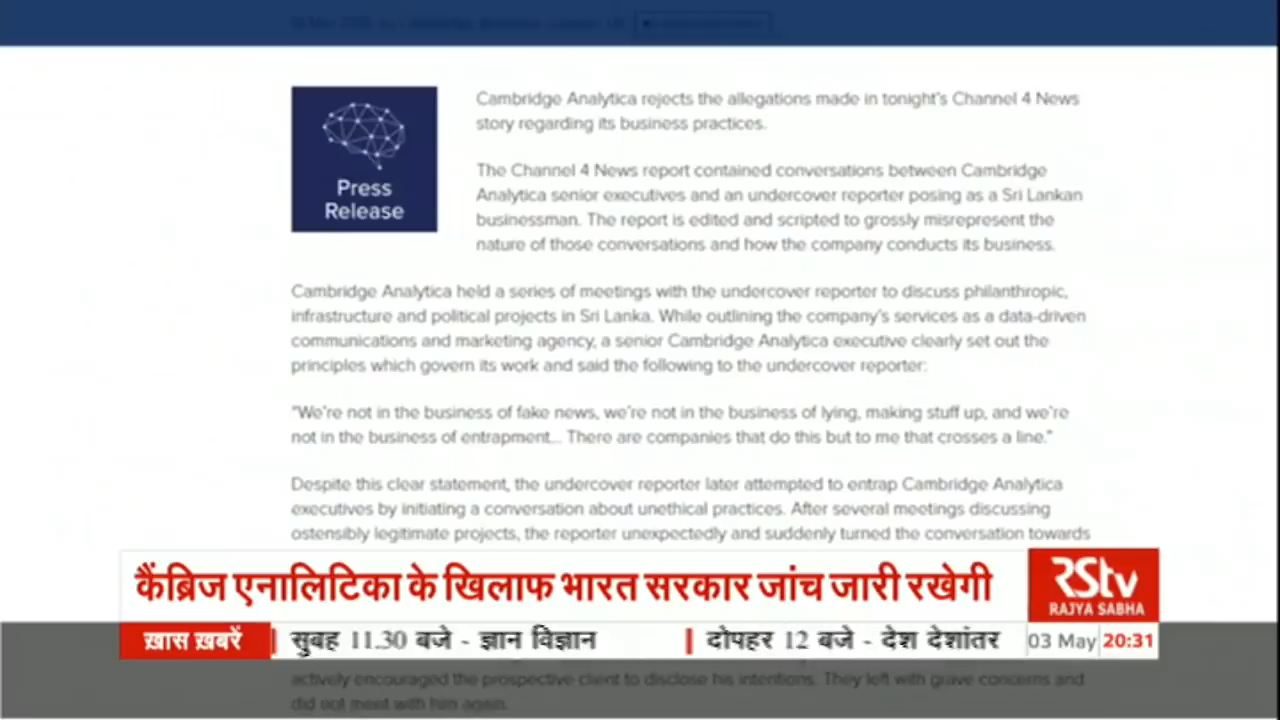 Press
Release
Cambridge Analytica rejects the allegations made in tonight's Channel 4 News
story regarding its business practices.
The Channel 4 News report contained conversations between Cambridge
Analytica senior executives and an undercover reporter posing as a Sri Lankan
businessman. The report is edited and scripted to grossly misrepresent the
nature of those conversations and how the company conducts its business.
Cambridge Analytica held a series of meetings with the undercover reporter to discuss philanthropic,
infrastructure and political projects in Sri Lanka. While outlining the company's services as a data-driven
communications and marketing agency, a senior Cambridge Analytica executive clearly set out the
principles which govern its work and said the following to the undercover reporter:
"We're not in the business of fake news, we're not in the business of lying, making stuff up, and we're
not in the business of entrapment... There are companies that do this but to me that crosses a line."
Despite this clear statement, the undercover reporter later attempted to entrap Cambridge Analytica
executives by initiating a conversation about unethical practices. After several meetings discussing
ostensibly legitimate projects, the reporter unexpectedly and suddenly turned the conversation towards
कैंब्रिज एनालिटिका के खिलाफ भारत सरकार जांच जारी रखेगी
RStv
RAJYA SABHA
ख़ास ख़बरें
सुबह 11.30 बजे - ज्ञान विज्ञान
दोपहर 12 बजे - देश देशांतर
03 May 20:31
actively encouraged the prospective client to disclose his intentions. They left with grave concerns and
did not meet with him again.